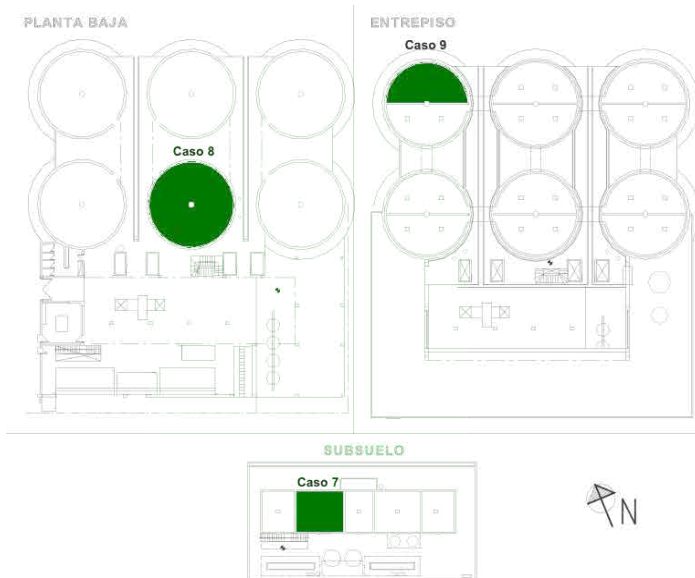 PLANTA BAJA
ENTREPISO
Caso 9
Caso 8
SUBSUELO
Caso 7
N